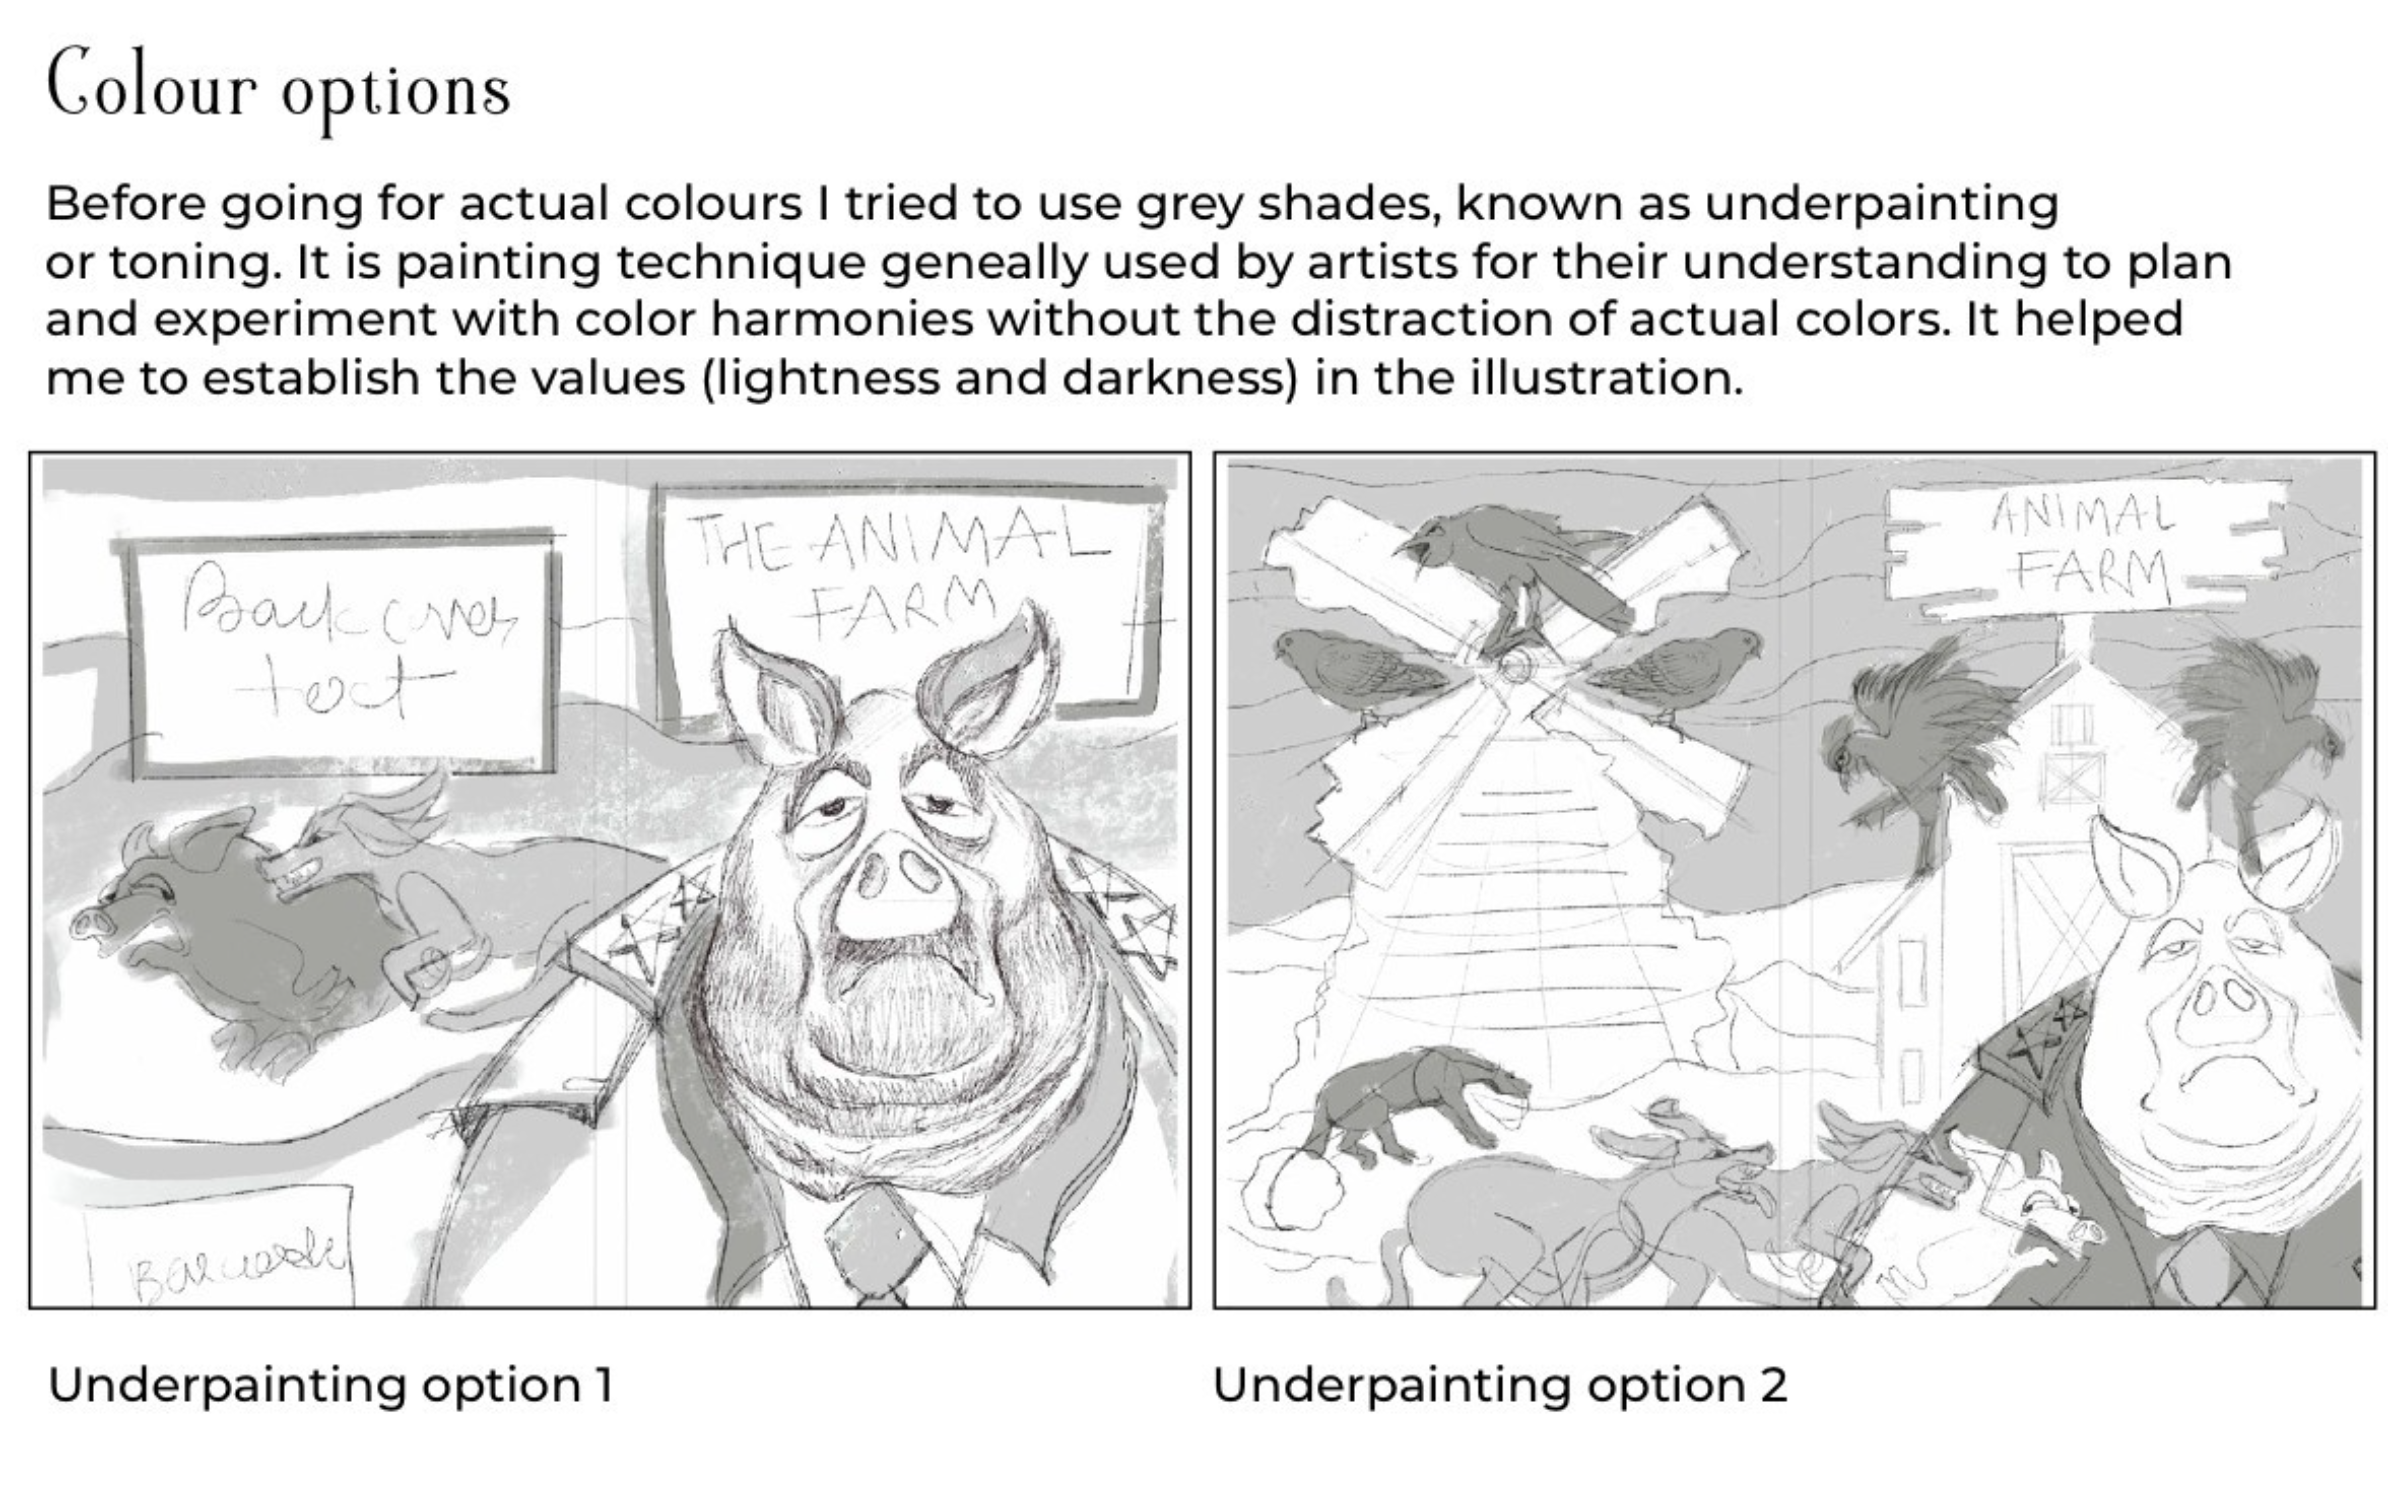 Colour options
Before going for actual colours I tried to use grey shades, known as underpainting
or toning. It is painting technique geneally used by artists for their understanding to plan
and experiment with color harmonies without the distraction of actual colors. It helped
me to establish the values (lightness and darkness) in the illustration.
Back cover
text
THE ANIMAL
FARM
Barcode
ANIMAL
FARM
Underpainting option 1
Underpainting option 2